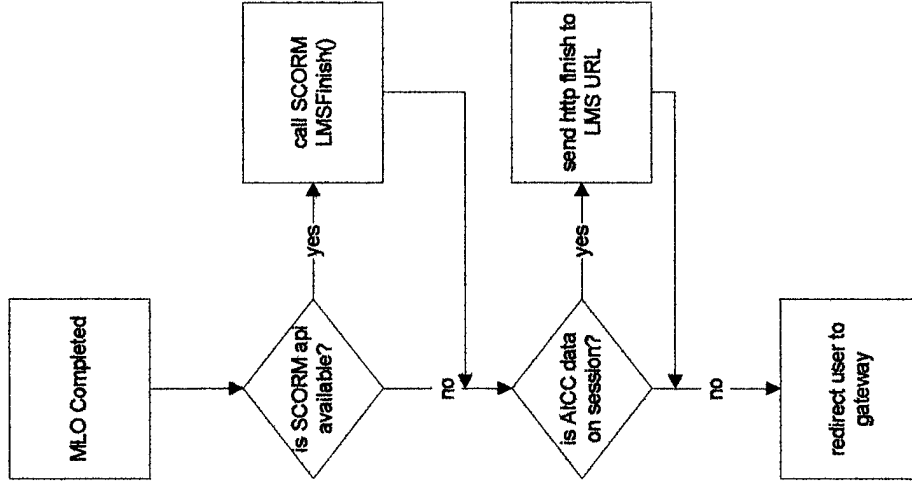 MLO Completed
is SCORM api
available?
yes
call SCORM
LMSFinish()
no
is AICC data
on session?
yes
send http finish to
LMS URL
no
redirect user to
gateway